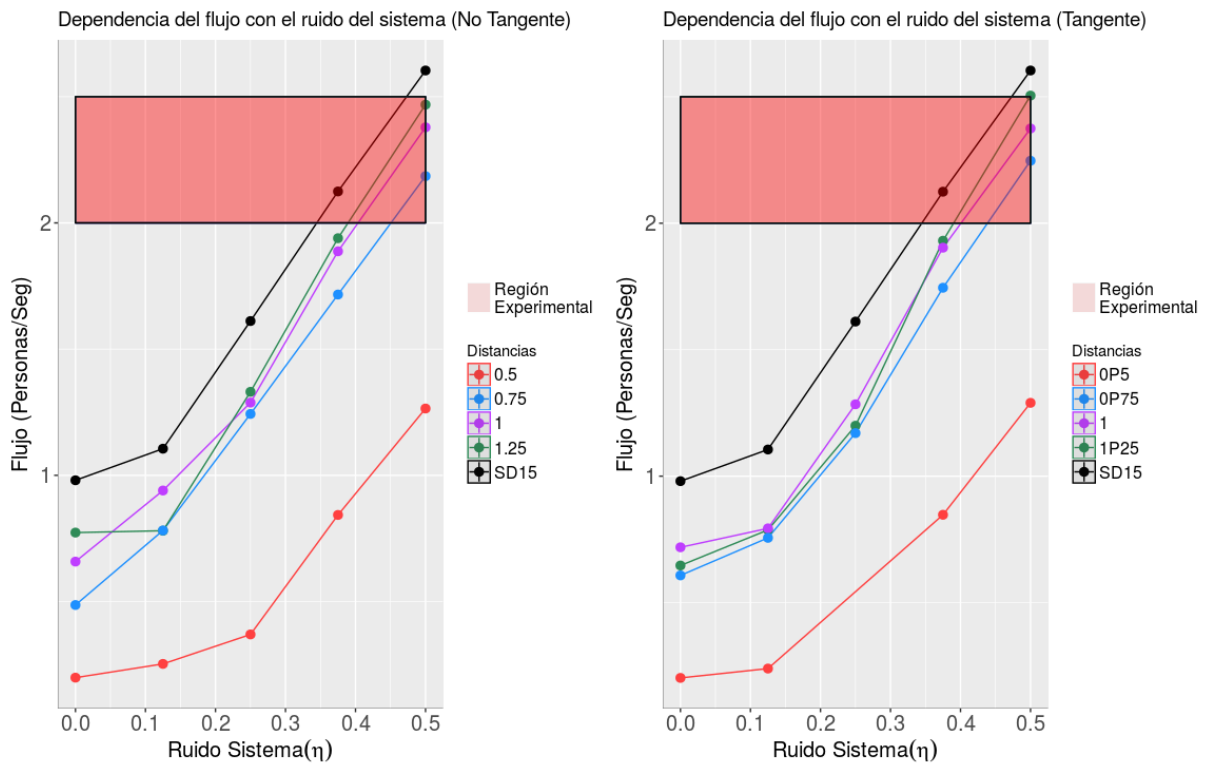 Dependencia del flujo con el ruido del sistema (No Tangente)
2
1
Flujo (Personas/Seg)
0.0 0.1 0.2 0.3 0.4 0.5
Ruido Sistema(η)
Región
Experimental
Distancias
0.5
0.75
1
1.25
SD15
Dependencia del flujo con el ruido del sistema (Tangente)
2
1
Flujo (Personas/Seg)
0.0 0.1 0.2 0.3 0.4 0.5
Ruido Sistema(η)
Región
Experimental
Distancias
0P5
0P75
1
1P25
SD15